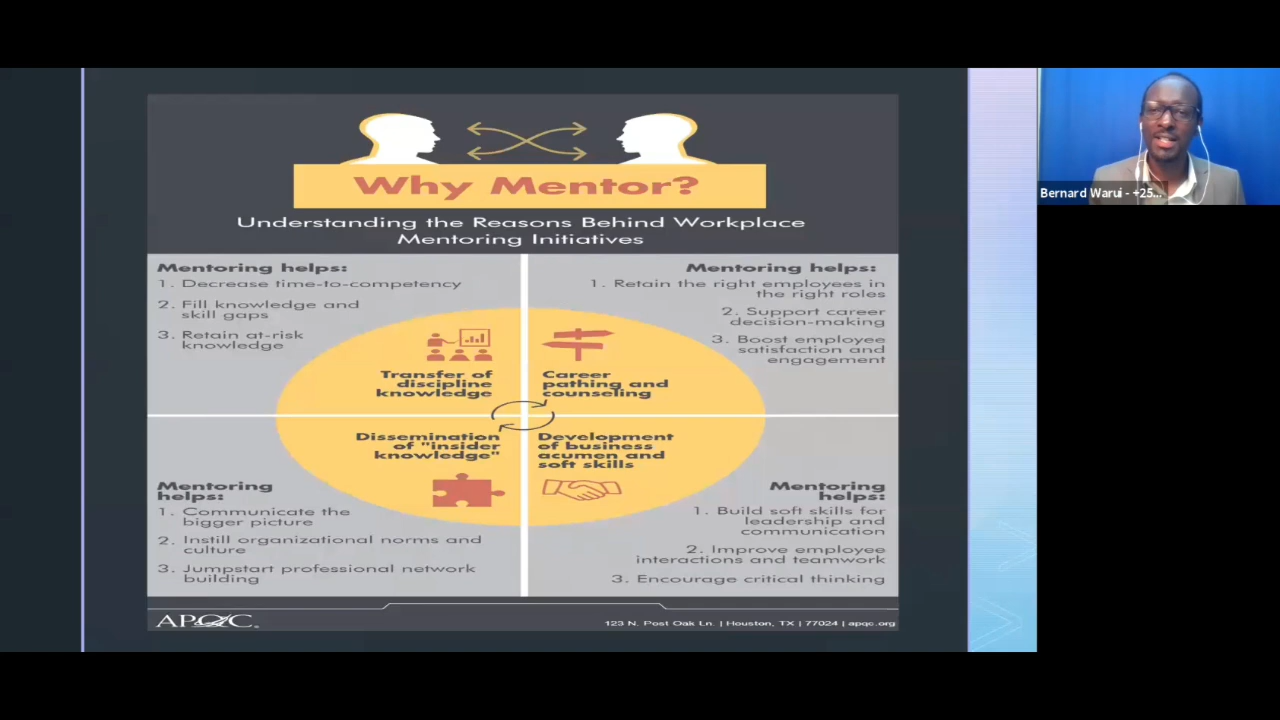 Why Mentor?
Understanding the Reasons Behind Workplace
Mentoring Initiatives
Mentoring helps:
1. Decrease time-to-competency
2. Fill knowledge and
skill gaps
3. Retain at-risk
knowledge
Mentoring helps:
1. Retain the right employees in
the right roles
2. Support career
decision-making
3. Boost employee
satisfaction and
engagement
Transfer of
discipline
knowledge
Career
pathing and
counseling
Dissemination
of "insider
knowledge"
Development
of business
acumen and
soft skills
Mentoring
helps:
1. Communicate the
bigger picture
2. Instill organizational norms and
culture
3. Jumpstart professional network
building
Mentoring
helps:
1. Build soft skills for
leadership and
communication
2. Improve employee
interactions and teamwork
3. Encourage critical thinking
APQC
123 N. Post Oak Ln. | Houston, TX | 77024 | apqc.org
Bernard Warui - +25...